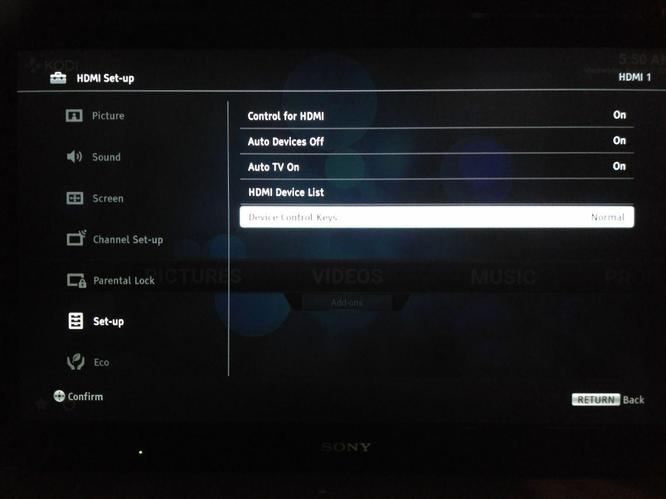 KODI
5:50 AM
HDMI Set-up
HDMI 1
Picture
Sound
Screen
Channel Set-up
Parental Lock
Set-up
Eco
Control for HDMI On
Auto Devices Off On
Auto TV On On
HDMI Device List
Device Control Keys Normal
PICTURES VIDEOS MUSIC PRO
Add-ons
Confirm
RETURN Back
SONY